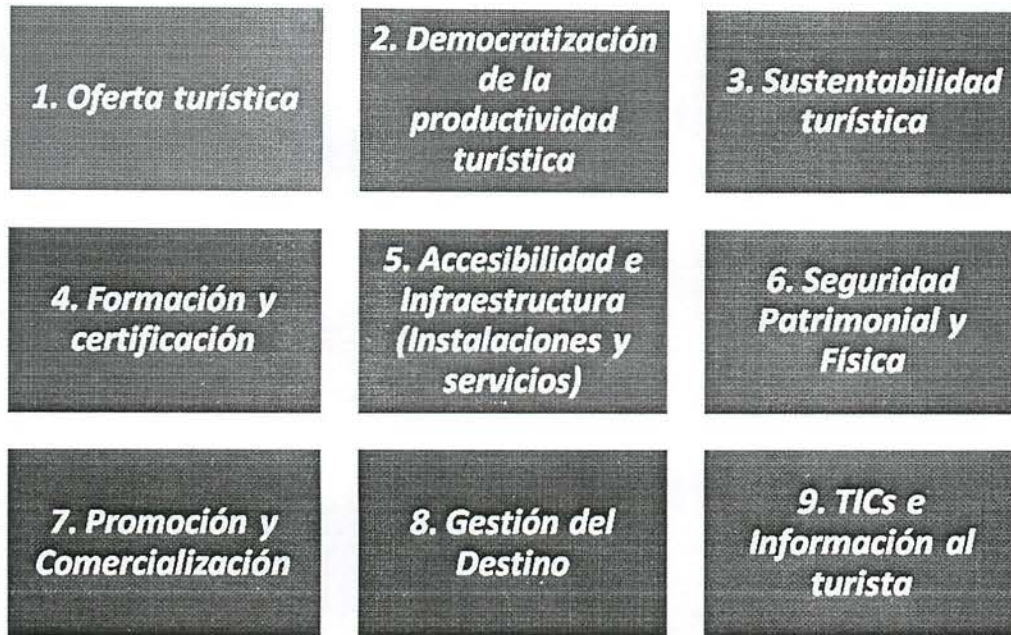 1. Oferta turística
2. Democratización
de la
productividad
turística
3. Sustentabilidad
turística
4. Formación y
certificación
5. Accesibilidad e
Infraestructura
(Instalaciones y
servicios)
6. Seguridad
Patrimonial y
Física
7. Promoción y
Comercialización
8. Gestión del
Destino
9. TICs e
Información al
turista